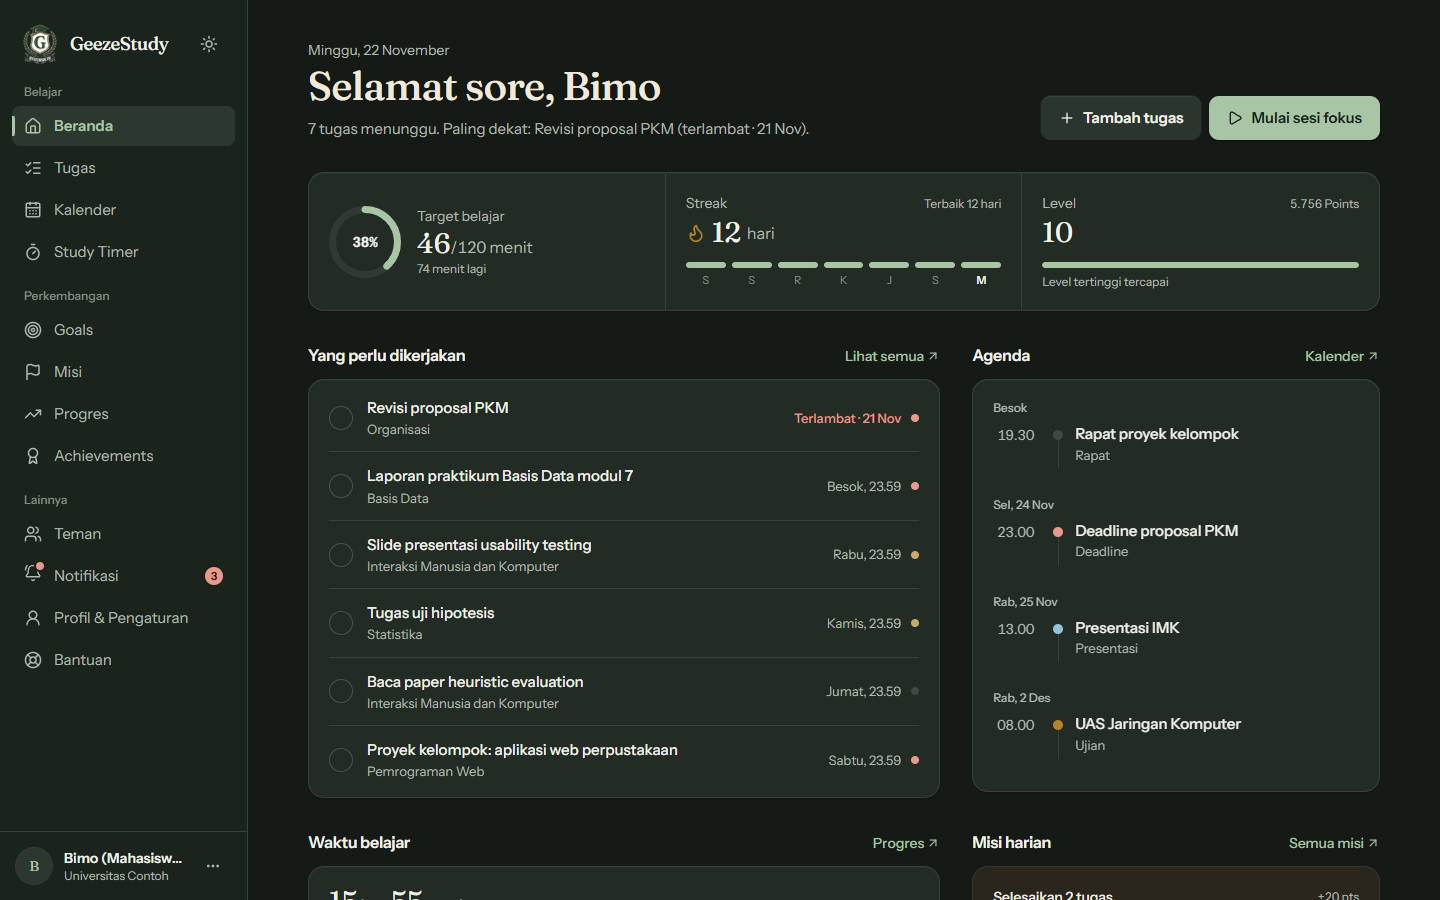 GeezeStudy
Belajar
Beranda
Tugas
Kalender
Study Timer
Perkembangan
Goals
Misi
Progres
Achievements
Lainnya
Teman
Notifikasi 3
Profil & Pengaturan
Bantuan
B
Bimo (Mahasisw...
Universitas Contoh
Minggu, 22 November
Selamat sore, Bimo
7 tugas menunggu. Paling dekat: Revisi proposal PKM (terlambat · 21 Nov).
Tambah tugas
Mulai sesi fokus
38%
Target belajar
46/120 menit
74 menit lagi
Streak
Terbaik 12 hari
12 hari
S S R K J S M
Level
5.756 Points
10
Level tertinggi tercapai
Yang perlu dikerjakan
Lihat semua
Revisi proposal PKM
Organisasi
Terlambat · 21 Nov
Laporan praktikum Basis Data modul 7
Basis Data
Besok, 23.59
Slide presentasi usability testing
Interaksi Manusia dan Komputer
Rabu, 23.59
Tugas uji hipotesis
Statistika
Kamis, 23.59
Baca paper heuristic evaluation
Interaksi Manusia dan Komputer
Jumat, 23.59
Proyek kelompok: aplikasi web perpustakaan
Pemrograman Web
Sabtu, 23.59
Agenda
Kalender
Besok
19.30
Rapat proyek kelompok
Rapat
Sel, 24 Nov
23.00
Deadline proposal PKM
Deadline
Rab, 25 Nov
13.00
Presentasi IMK
Presentasi
Rab, 2 Des
08.00
UAS Jaringan Komputer
Ujian
Waktu belajar
Progres
Misi harian
Semua misi
Selesaikan 2 tugas
+20 pts